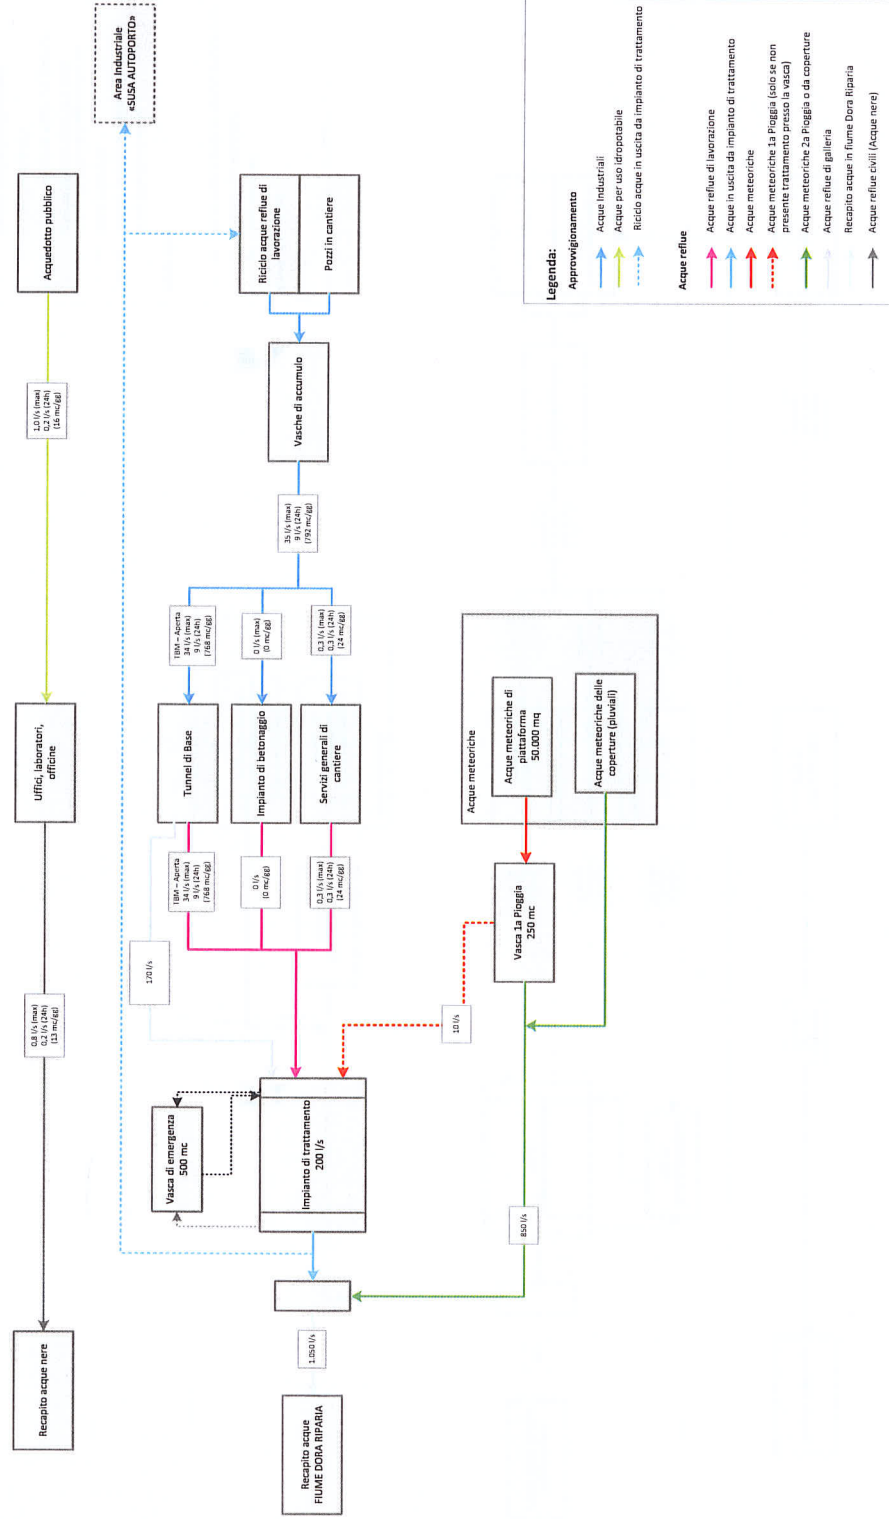 Recapito acque nere
0,8 l/s (max)
0,2 l/s (24h)
(13 mc/gg)
Uffici, laboratori,
officine
1,0 l/s (max)
0,2 l/s (24h)
(16 mc/gg)
Acquedotto pubblico
Area Industriale
«SUSA AUTOPORTO»
Recapito acque
FIUME DORA RIPARIA
1.050 l/s
Vasca di emergenza
500 mc
Impianto di trattamento
200 l/s
170 l/s
TBM – Aperta
34 l/s (max)
9 l/s (24h)
(768 mc/gg)
0 l/s
(0 mc/gg)
0,3 l/s (max)
0,3 l/s (24h)
(24 mc/gg)
Tunnel di Base
Impianto di betonaggio
Servizi generali di
cantiere
TBM – Aperta
34 l/s (max)
9 l/s (24h)
(768 mc/gg)
0 l/s (max)
(0 mc/gg)
0,3 l/s (max)
0,3 l/s (24h)
(24 mc/gg)
35 l/s (max)
9 l/s (24h)
(792 mc/gg)
Vasche di accumulo
Riciclo acque reflue di
lavorazione
Pozzi in cantiere
850 l/s
10 l/s
Vasca 1a Pioggia
250 mc
Acque meteoriche
Acque meteoriche di
piattaforma
50.000 mq
Acque meteoriche delle
coperture (pluviali)
Legenda:
Approvvigionamento
Acque Industriali
Acque per uso idropotabile
Riciclo acque in uscita da impianto di trattamento
Acque reflue
Acque reflue di lavorazione
Acque in uscita da impianto di trattamento
Acque meteoriche
Acque meteoriche 1a Pioggia (solo se non
presente trattamento presso la vasca)
Acque meteoriche 2a Pioggia o da coperture
Acque reflue di galleria
Recapito acque in fiume Dora Riparia
Acque reflue civili (Acque nere)